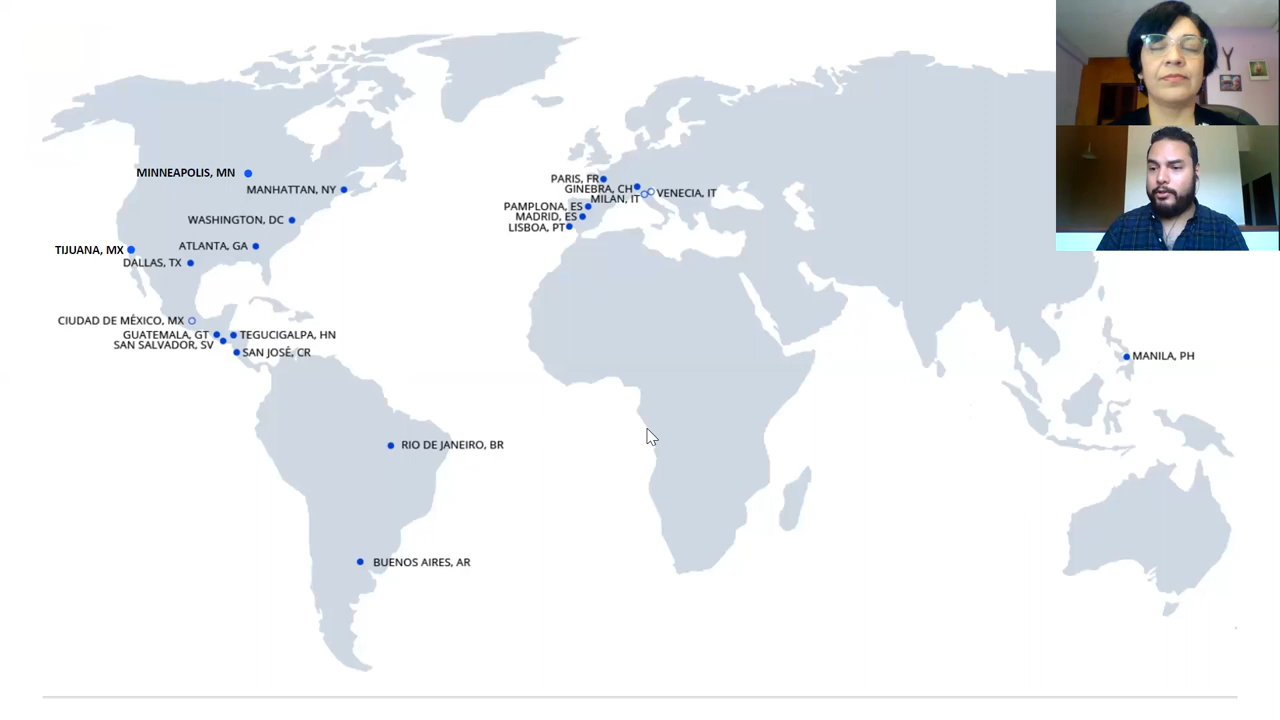 MINNEAPOLIS, MN
MANHATTAN, NY
WASHINGTON, DC
ATLANTA, GA
TIJUANA, MX
DALLAS, TX
CIUDAD DE MÉXICO, MX
GUATEMALA, GT
TEGUCIGALPA, HN
SAN SALVADOR, SV
SAN JOSÉ, CR
RIO DE JANEIRO, BR
BUENOS AIRES, AR
PARIS, FR
GINEBRA, CH
MILAN, IT
VENECIA, IT
PAMPLONA, ES
MADRID, ES
LISBOA, PT
MANILA, PH